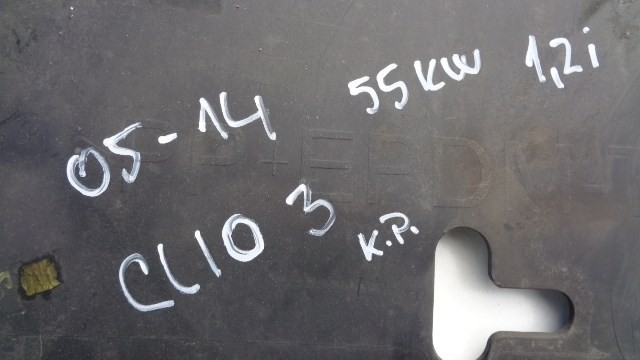 05-14 55KW 1,2i
CLIO 3 K.P.